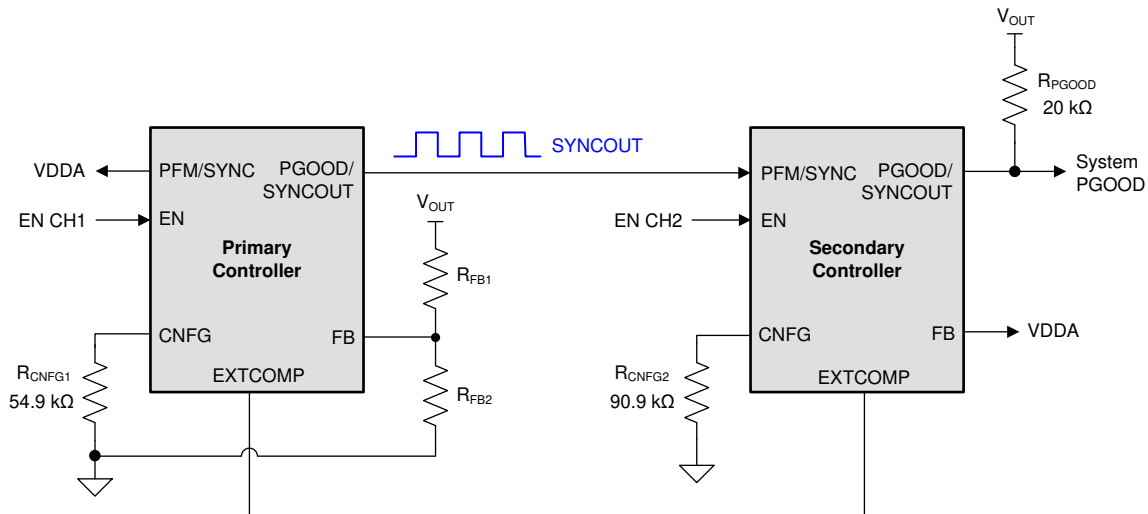 VOUT
RPGOOD
20 kΩ
SYNCOUT
VDDA
PFM/SYNC
PGOOD/
SYNCOUT
PFM/SYNC
PGOOD/
SYNCOUT
System
PGOOD
EN CH1
EN
VOUT
EN CH2
EN
Primary
Controller
RFB1
Secondary
Controller
CNFG
FB
CNFG
FB
VDDA
RCNFG1
54.9 kΩ
EXTCOMP
RFB2
RCNFG2
90.9 kΩ
EXTCOMP